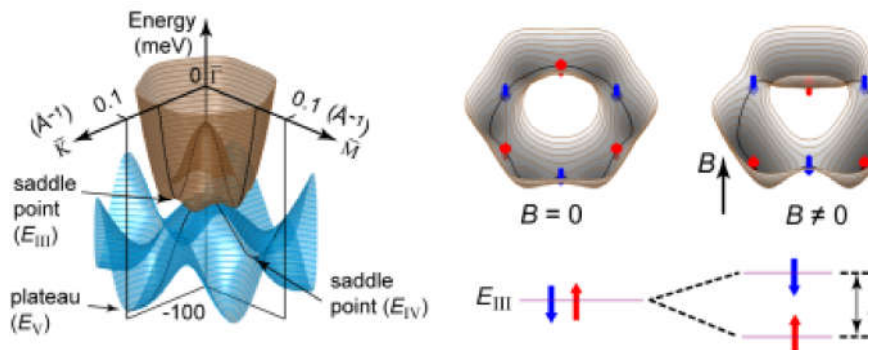 Energy
(meV)
0 Γ̄
0.1
(Å⁻¹)
K̄
0.1 (Å⁻¹)
M̄
saddle
point
(E_III)
plateau
(E_V)
-100
saddle
point (E_IV)
B = 0
B
B ≠ 0
E_III